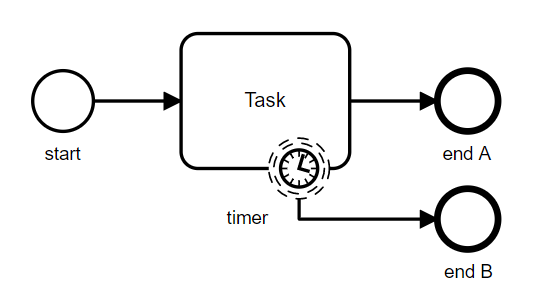 Task
start
end A
timer
end B